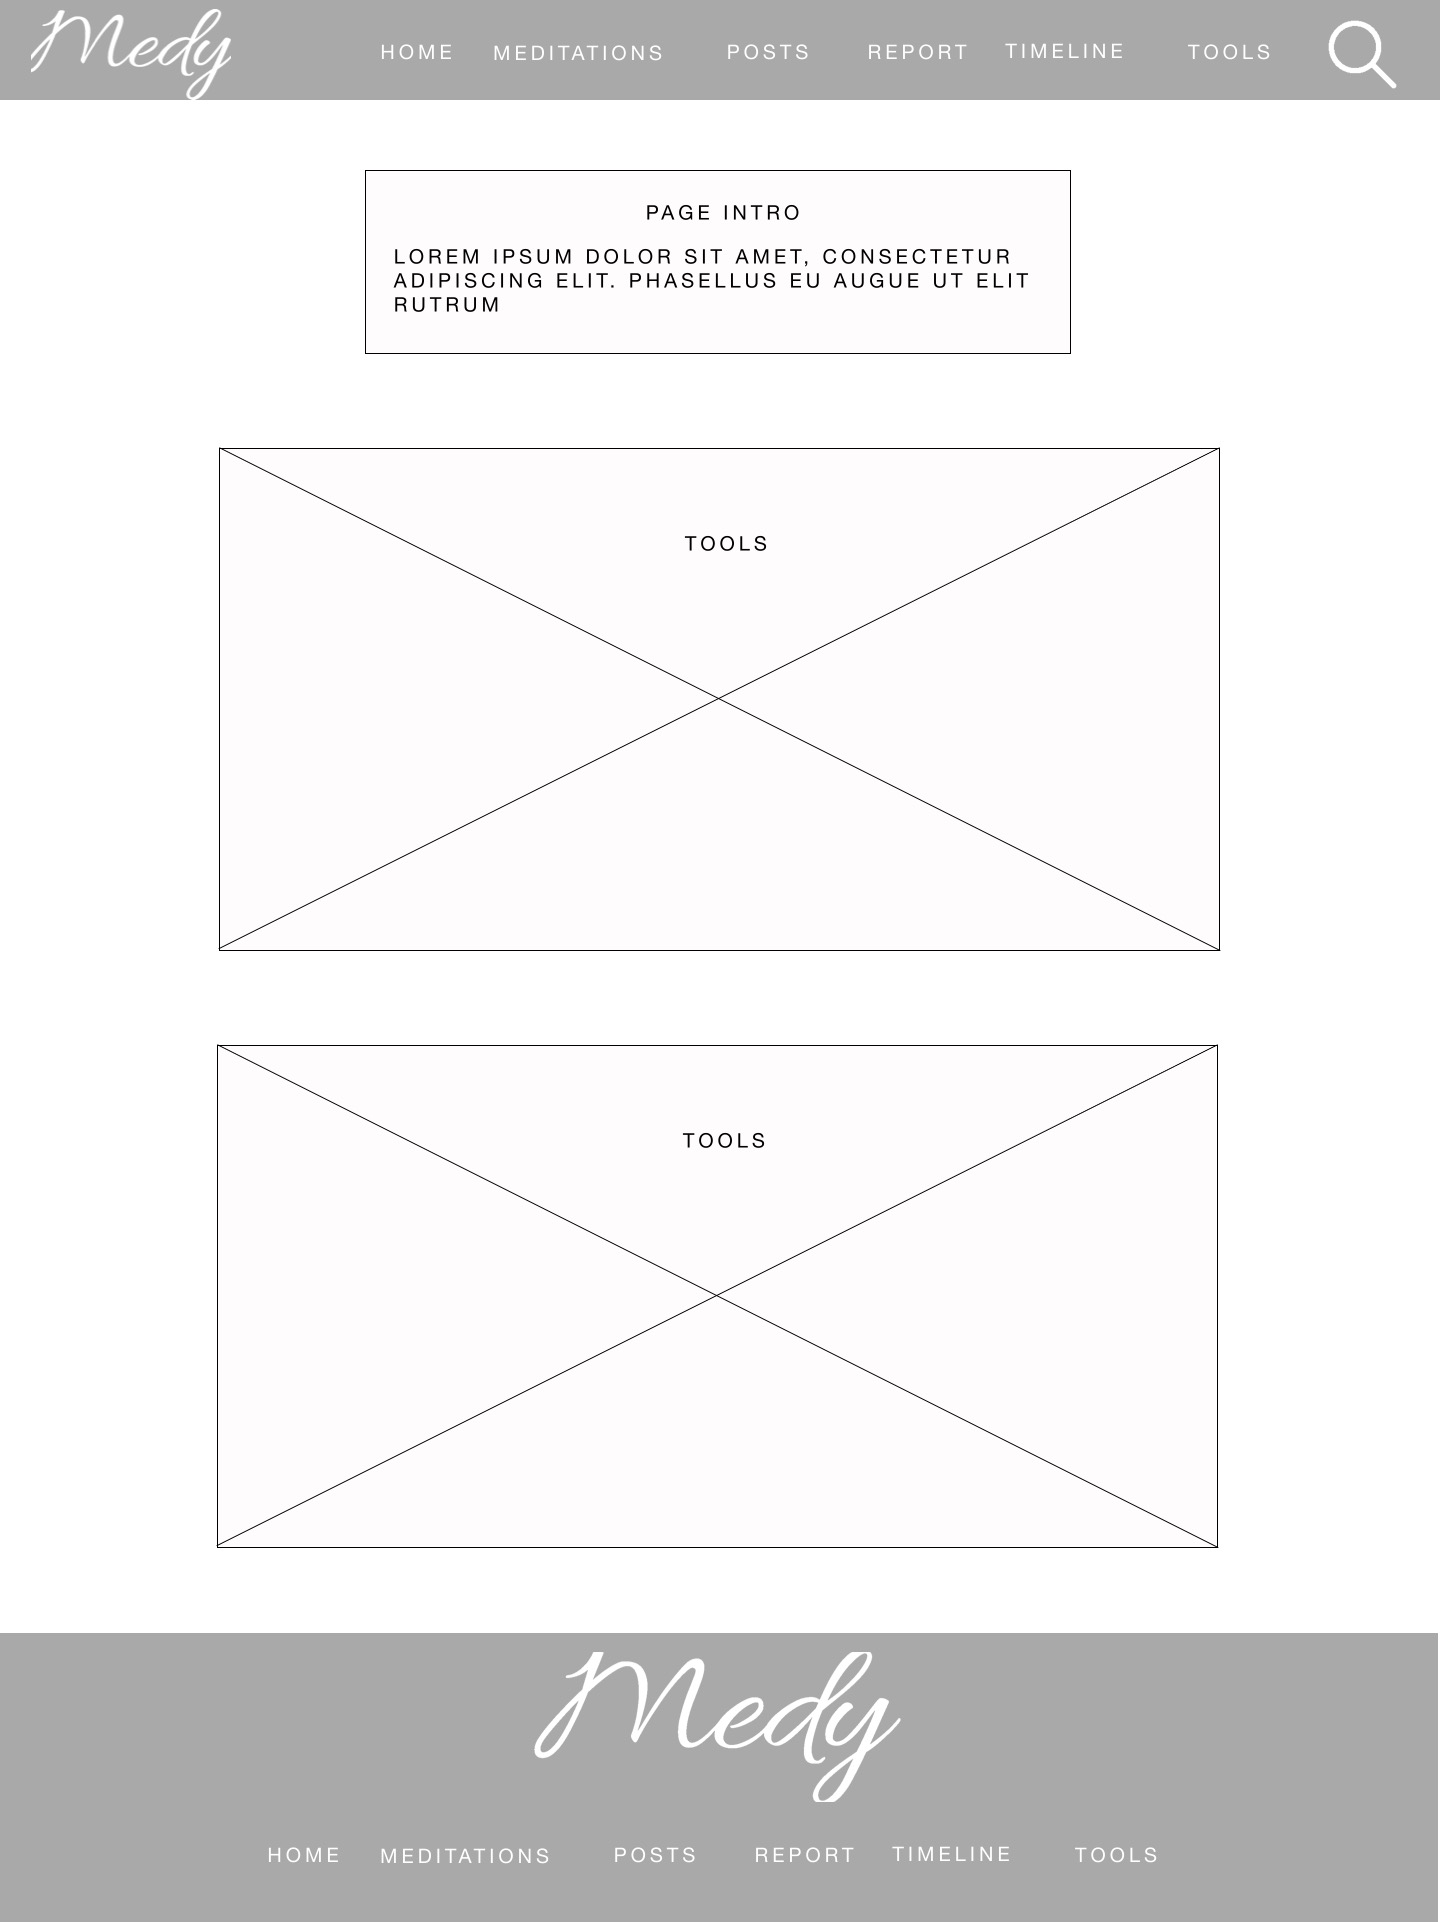 Medy
HOME MEDITATIONS POSTS REPORT TIMELINE TOOLS
PAGE INTRO
LOREM IPSUM DOLOR SIT AMET, CONSECTETUR
ADIPISCING ELIT. PHASELLUS EU AUGUE UT ELIT
RUTRUM
TOOLS
TOOLS
Medy
HOME MEDITATIONS POSTS REPORT TIMELINE TOOLS